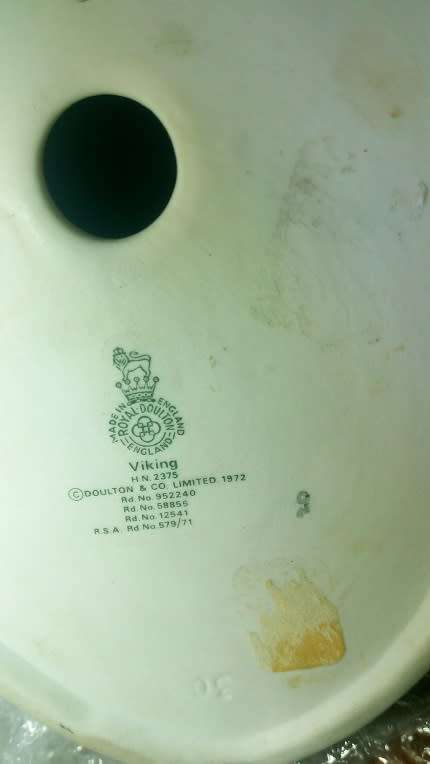 MADE IN ENGLAND
ROYAL DOULTON
ENGLAND
Viking
H.N. 2375
© DOULTON & CO. LIMITED. 1972
Rd. No. 952240
Rd. No. 58855
Rd. No. 12541
R.S.A. Rd No. 579/71